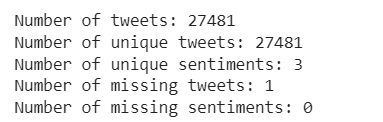 Number of tweets: 27481
Number of unique tweets: 27481
Number of unique sentiments: 3
Number of missing tweets: 1
Number of missing sentiments: 0